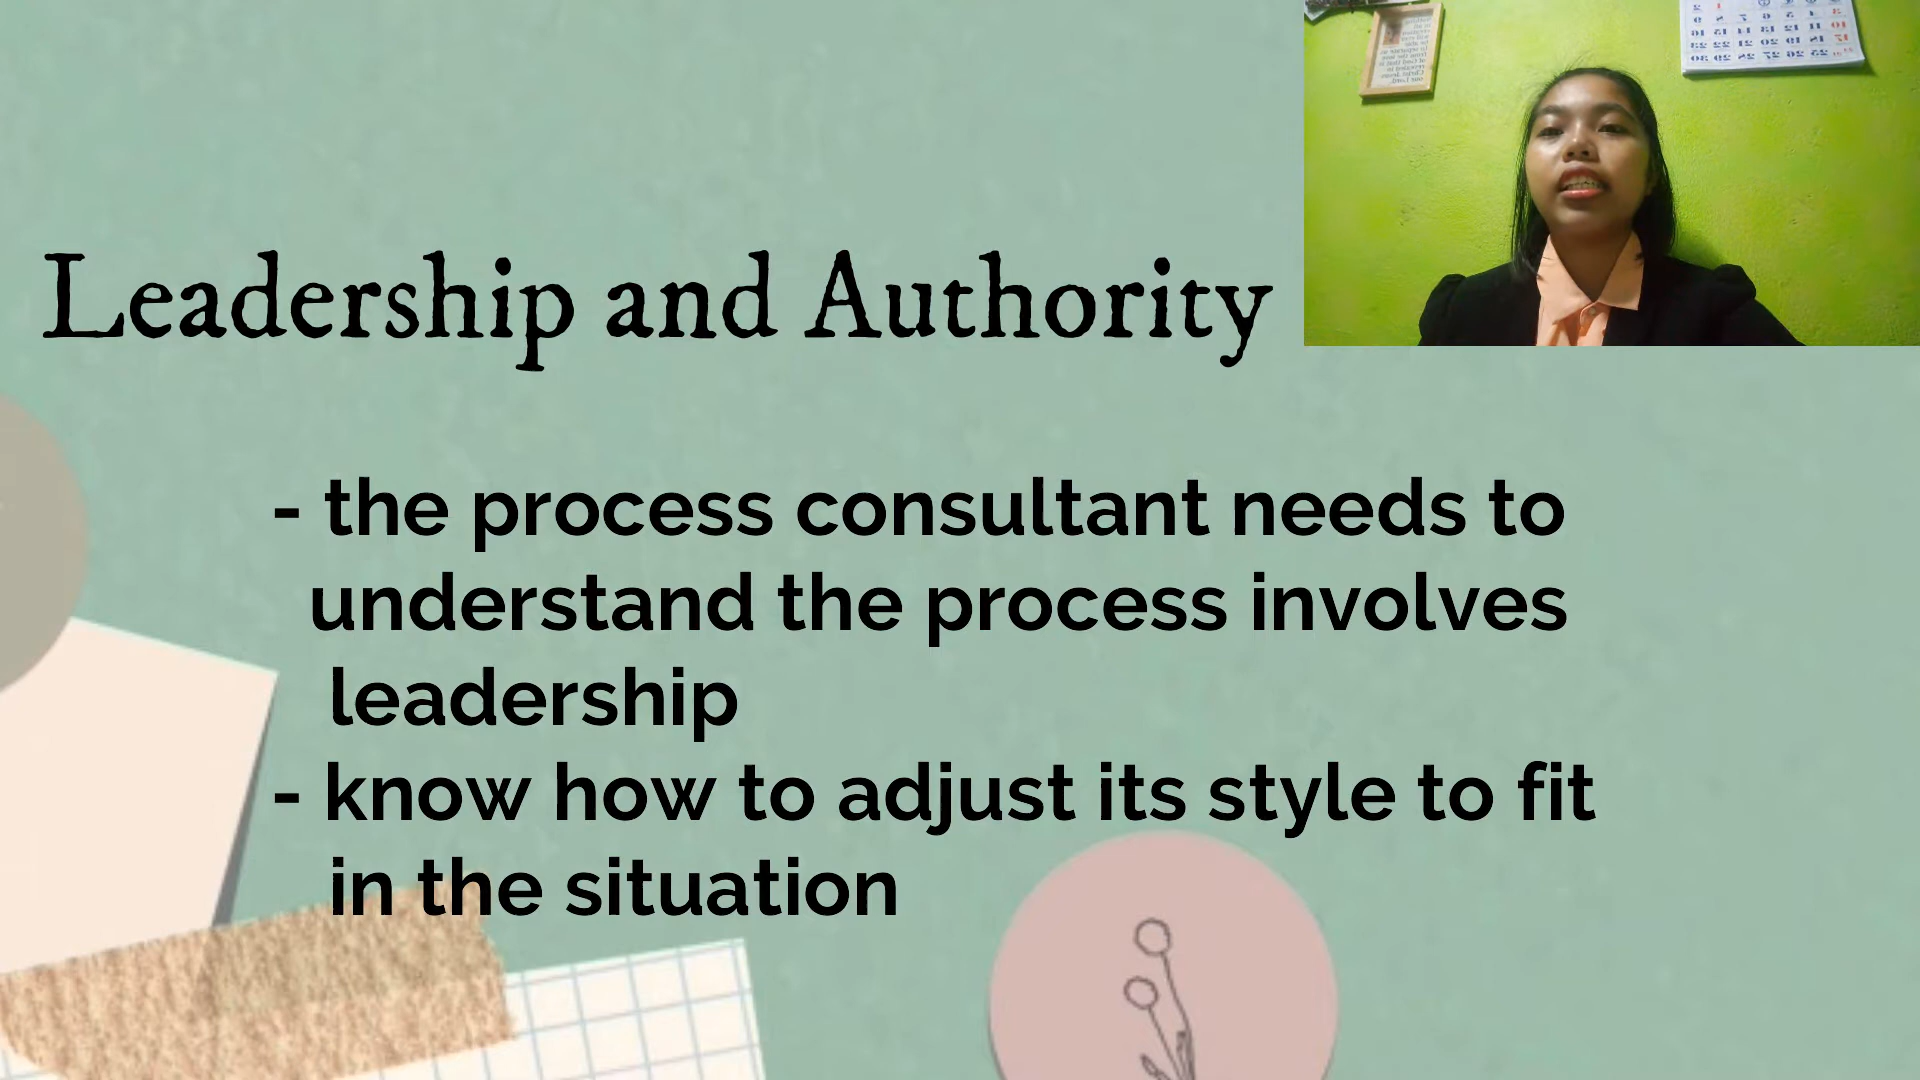 Leadership and Authority
- the process consultant needs to
understand the process involves
leadership
- know how to adjust its style to fit
in the situation